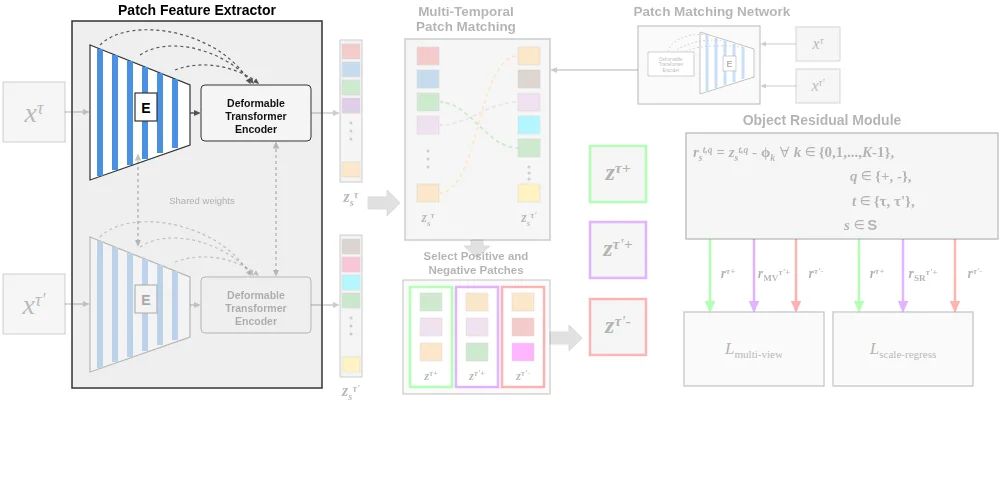 Patch Feature Extractor
Multi-Temporal
Patch Matching
Patch Matching Network
x^τ
E
Deformable
Transformer
Encoder
z_s^τ
Shared weights
x^τ'
E
Deformable
Transformer
Encoder
z_s^τ'
z_s^τ
z_s^τ'
Select Positive and
Negative Patches
z^τ+
z^τ'+
z^τ'-
z^τ+
z^τ'+
z^τ'-
Deformable
Transformer
Encoder
E
x^τ
x^τ'
Object Residual Module
r_s^t,q = z_s^t,q - ϕ_k ∀ k ∈ {0,1,...,K-1},
q ∈ {+, -},
t ∈ {τ, τ'},
s ∈ S
r^τ+
r_MV^τ'+
r^τ'-
r^τ+
r_SR^τ'+
r^τ'-
L_multi-view
L_scale-regress